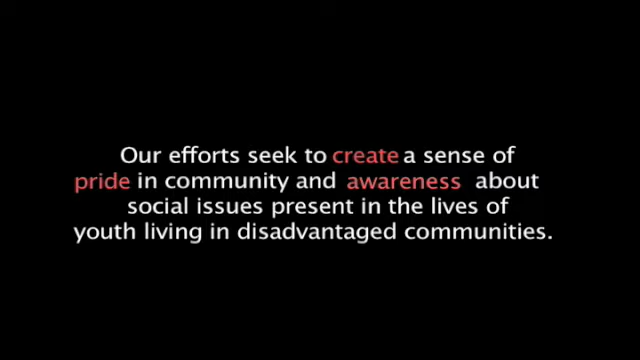 Our efforts seek to create a sense of
pride in community and awareness about
social issues present in the lives of
youth living in disadvantaged communities.